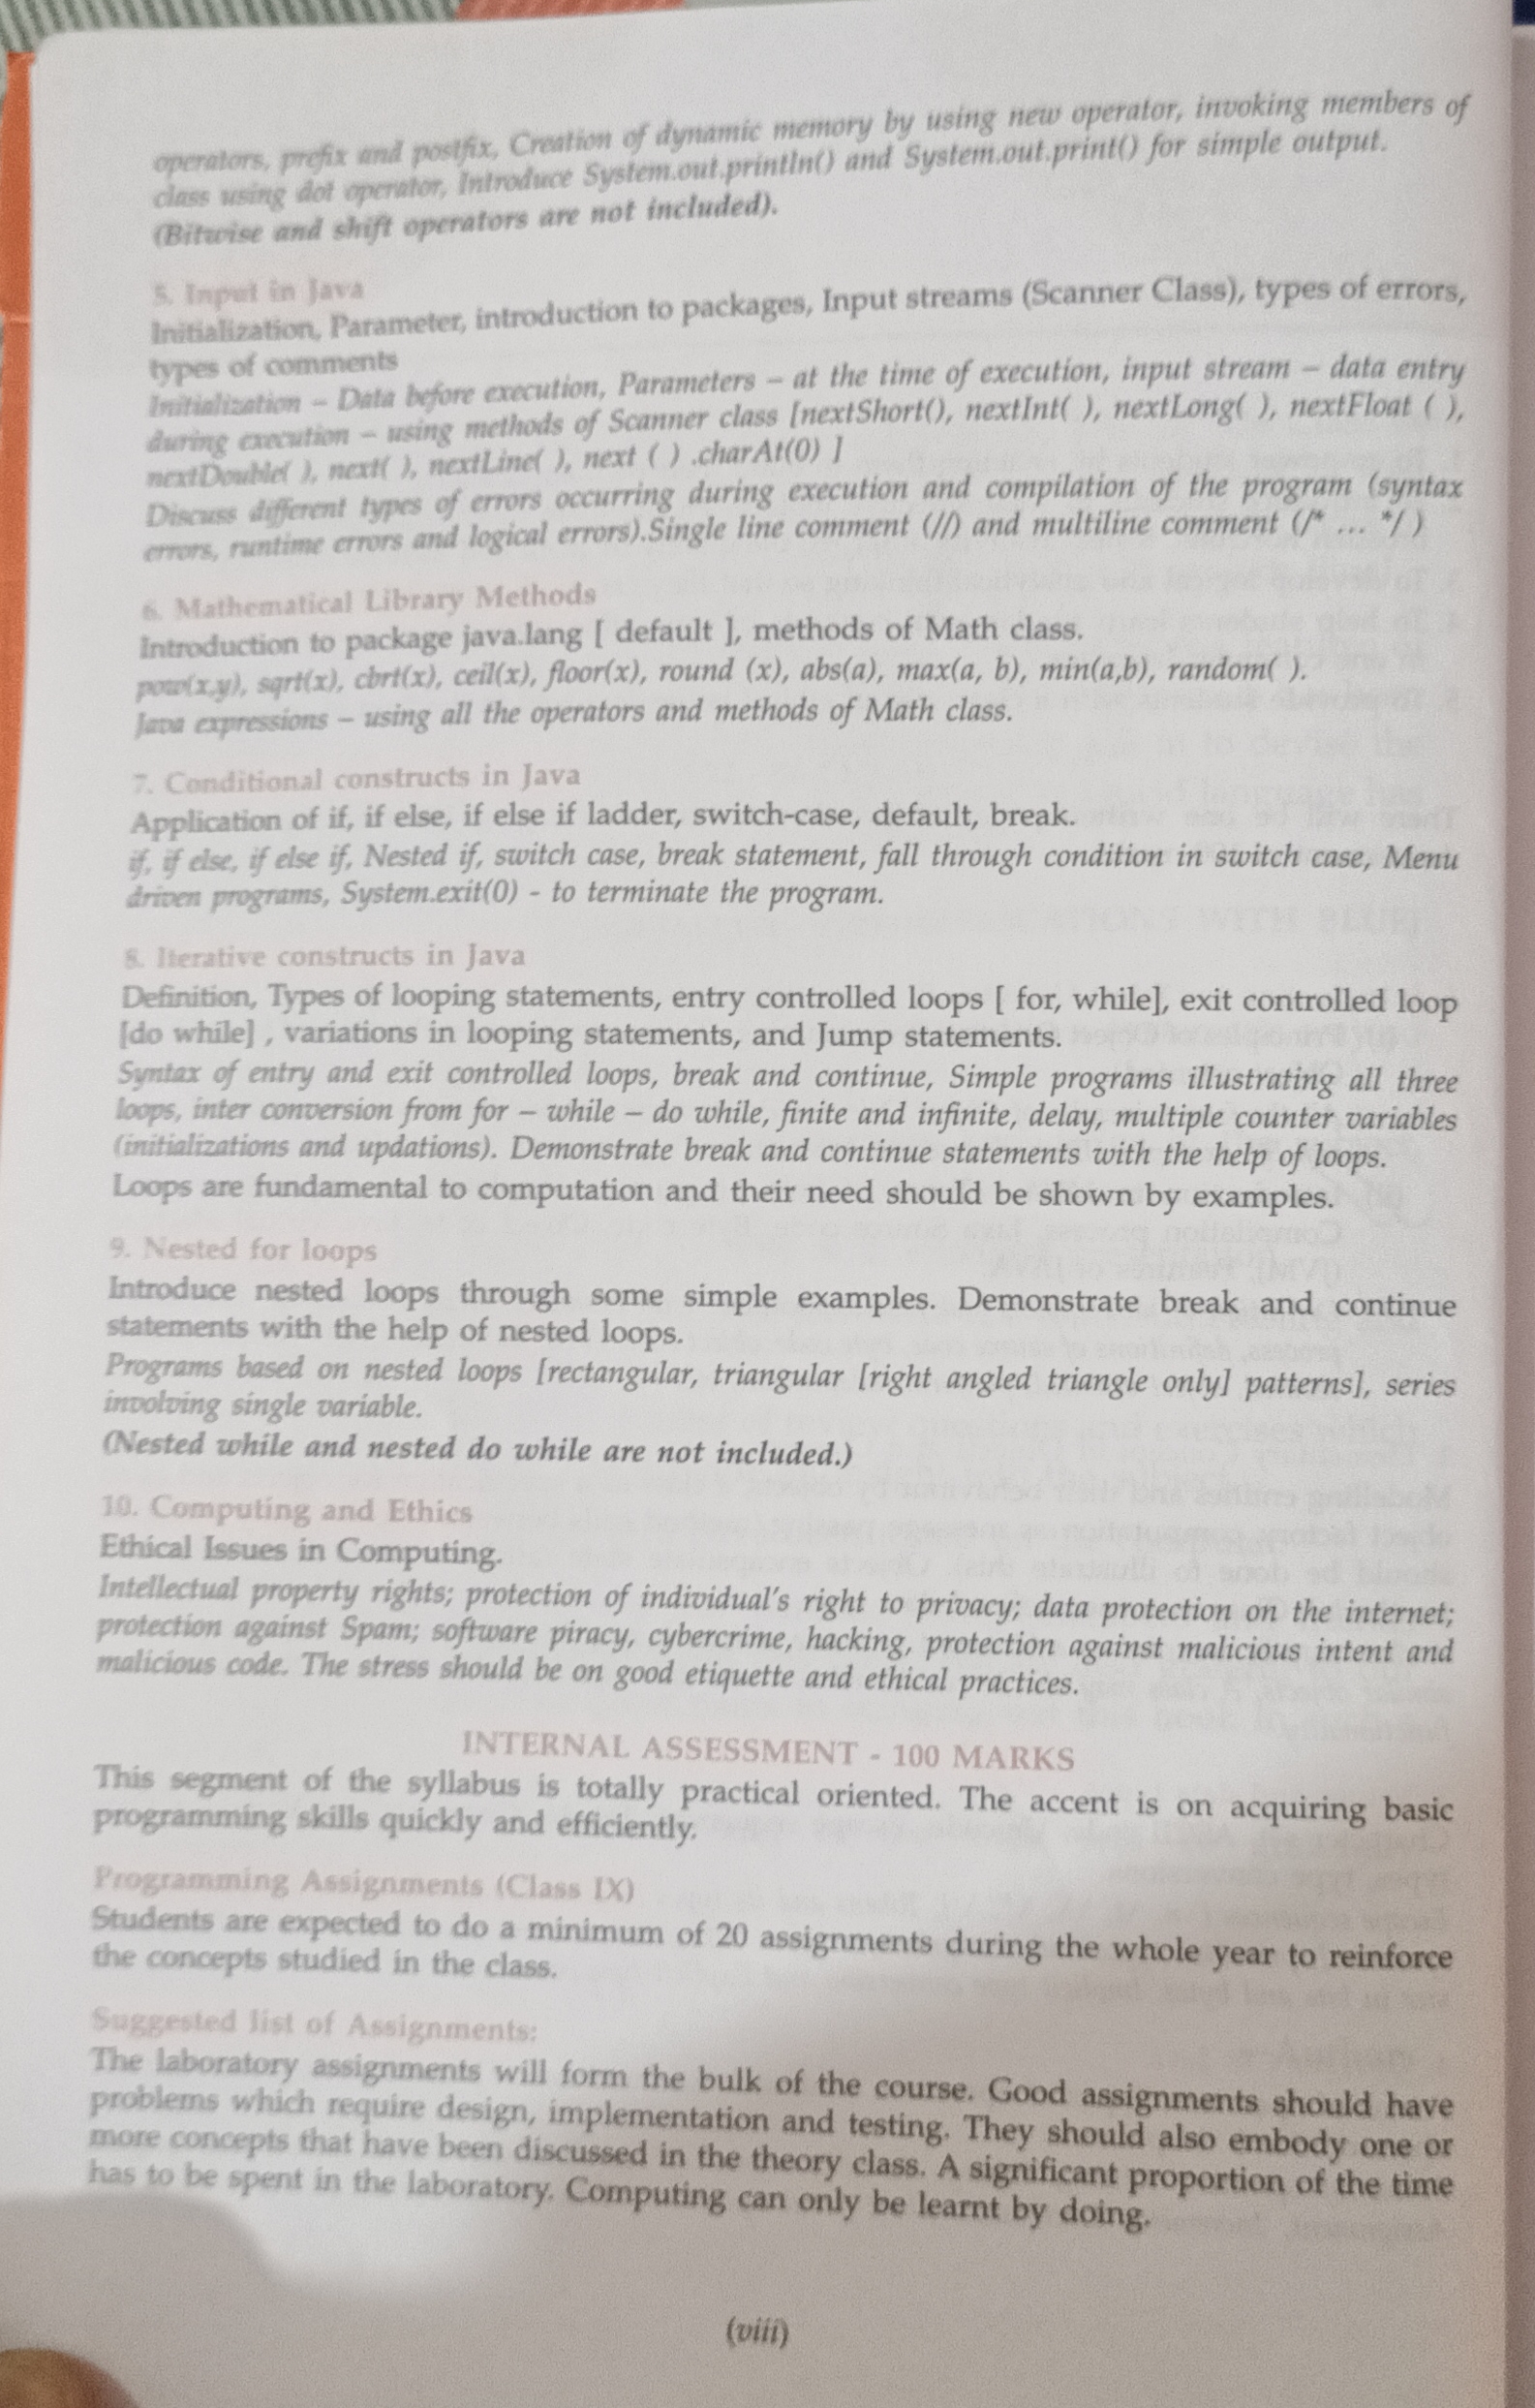 operators, prefix and postfix, Creation of dynamic memory by using new operator, invoking members of
class using dot operator, Introduce System.out.println() and System.out.print() for simple output.
(Bitwise and shift operators are not included).
5. Input in Java
Initialization, Parameter, introduction to packages, Input streams (Scanner Class), types of errors,
types of comments
Initialization – Data before execution, Parameters – at the time of execution, input stream – data entry
during execution – using methods of Scanner class [nextShort(), nextInt( ), nextLong( ), nextFloat ( ),
nextDouble( ), next( ), nextLine( ), next ( ) .charAt(0) ]
Discuss different types of errors occurring during execution and compilation of the program (syntax
errors, runtime errors and logical errors).Single line comment (//) and multiline comment (/* ... */ )
6. Mathematical Library Methods
Introduction to package java.lang [ default ], methods of Math class.
pow(x,y), sqrt(x), cbrt(x), ceil(x), floor(x), round (x), abs(a), max(a, b), min(a,b), random( ).
Java expressions – using all the operators and methods of Math class.
7. Conditional constructs in Java
Application of if, if else, if else if ladder, switch-case, default, break.
if, if else, if else if, Nested if, switch case, break statement, fall through condition in switch case, Menu
driven programs, System.exit(0) - to terminate the program.
8. Iterative constructs in Java
Definition, Types of looping statements, entry controlled loops [ for, while], exit controlled loop
[do while] , variations in looping statements, and Jump statements.
Syntax of entry and exit controlled loops, break and continue, Simple programs illustrating all three
loops, inter conversion from for – while – do while, finite and infinite, delay, multiple counter variables
(initializations and updations). Demonstrate break and continue statements with the help of loops.
Loops are fundamental to computation and their need should be shown by examples.
9. Nested for loops
Introduce nested loops through some simple examples. Demonstrate break and continue
statements with the help of nested loops.
Programs based on nested loops [rectangular, triangular [right angled triangle only] patterns], series
involving single variable.
(Nested while and nested do while are not included.)
10. Computing and Ethics
Ethical Issues in Computing.
Intellectual property rights; protection of individual's right to privacy; data protection on the internet;
protection against Spam; software piracy, cybercrime, hacking, protection against malicious intent and
malicious code. The stress should be on good etiquette and ethical practices.
INTERNAL ASSESSMENT - 100 MARKS
This segment of the syllabus is totally practical oriented. The accent is on acquiring basic
programming skills quickly and efficiently.
Programming Assignments (Class IX)
Students are expected to do a minimum of 20 assignments during the whole year to reinforce
the concepts studied in the class.
Suggested list of Assignments:
The laboratory assignments will form the bulk of the course. Good assignments should have
problems which require design, implementation and testing. They should also embody one or
more concepts that have been discussed in the theory class. A significant proportion of the time
has to be spent in the laboratory. Computing can only be learnt by doing.
(viii)